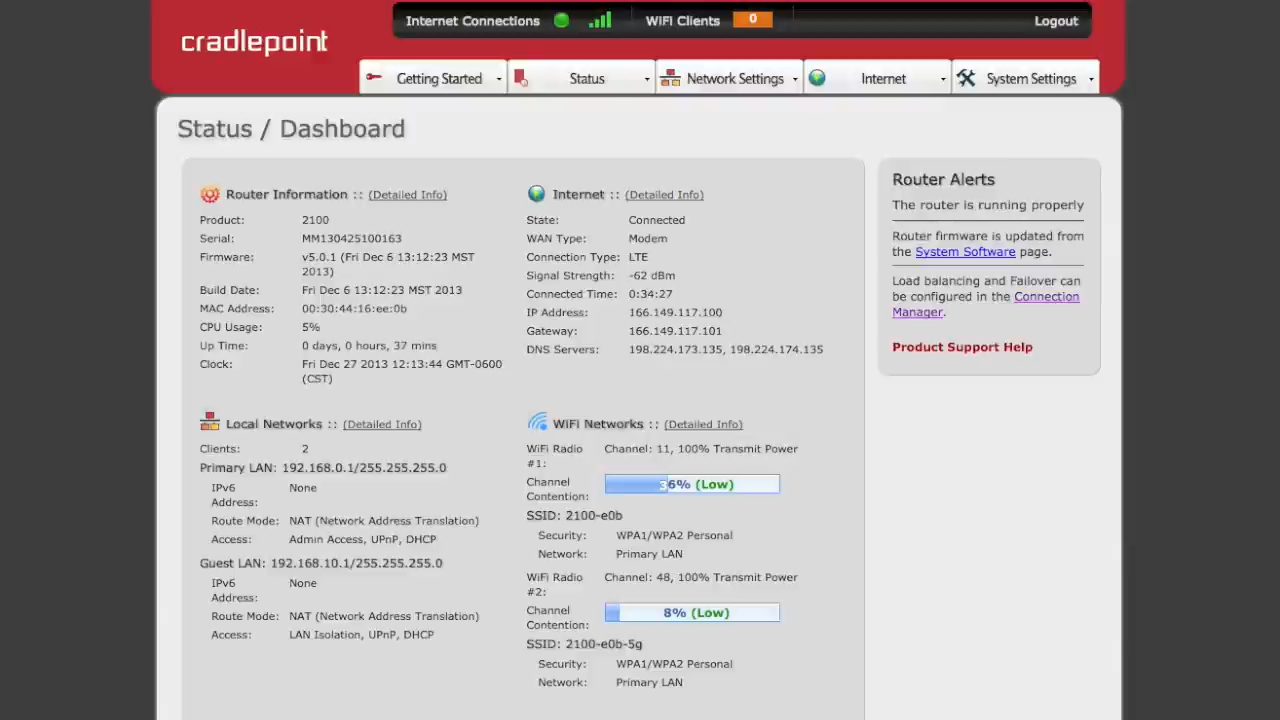 cradlepoint
Internet Connections
WiFi Clients 0
Logout
Getting Started
Status
Network Settings
Internet
System Settings
Status / Dashboard
Router Information :: (Detailed Info)
Product: 2100
Serial: MM130425100163
Firmware: v5.0.1 (Fri Dec 6 13:12:23 MST
2013)
Build Date: Fri Dec 6 13:12:23 MST 2013
MAC Address: 00:30:44:16:ee:0b
CPU Usage: 5%
Up Time: 0 days, 0 hours, 37 mins
Clock: Fri Dec 27 2013 12:13:44 GMT-0600
(CST)
Internet :: (Detailed Info)
State: Connected
WAN Type: Modem
Connection Type: LTE
Signal Strength: -62 dBm
Connected Time: 0:34:27
IP Address: 166.149.117.100
Gateway: 166.149.117.101
DNS Servers: 198.224.173.135, 198.224.174.135
Local Networks :: (Detailed Info)
Clients: 2
Primary LAN: 192.168.0.1/255.255.255.0
IPv6 None
Address:
Route Mode: NAT (Network Address Translation)
Access: Admin Access, UPnP, DHCP
Guest LAN: 192.168.10.1/255.255.255.0
IPv6 None
Address:
Route Mode: NAT (Network Address Translation)
Access: LAN Isolation, UPnP, DHCP
WiFi Networks :: (Detailed Info)
WiFi Radio Channel: 11, 100% Transmit Power
#1:
Channel 36% (Low)
Contention:
SSID: 2100-e0b
Security: WPA1/WPA2 Personal
Network: Primary LAN
WiFi Radio Channel: 48, 100% Transmit Power
#2:
Channel 8% (Low)
Contention:
SSID: 2100-e0b-5g
Security: WPA1/WPA2 Personal
Network: Primary LAN
Router Alerts
The router is running properly
Router firmware is updated from
the System Software page.
Load balancing and Failover can
be configured in the Connection
Manager.
Product Support Help